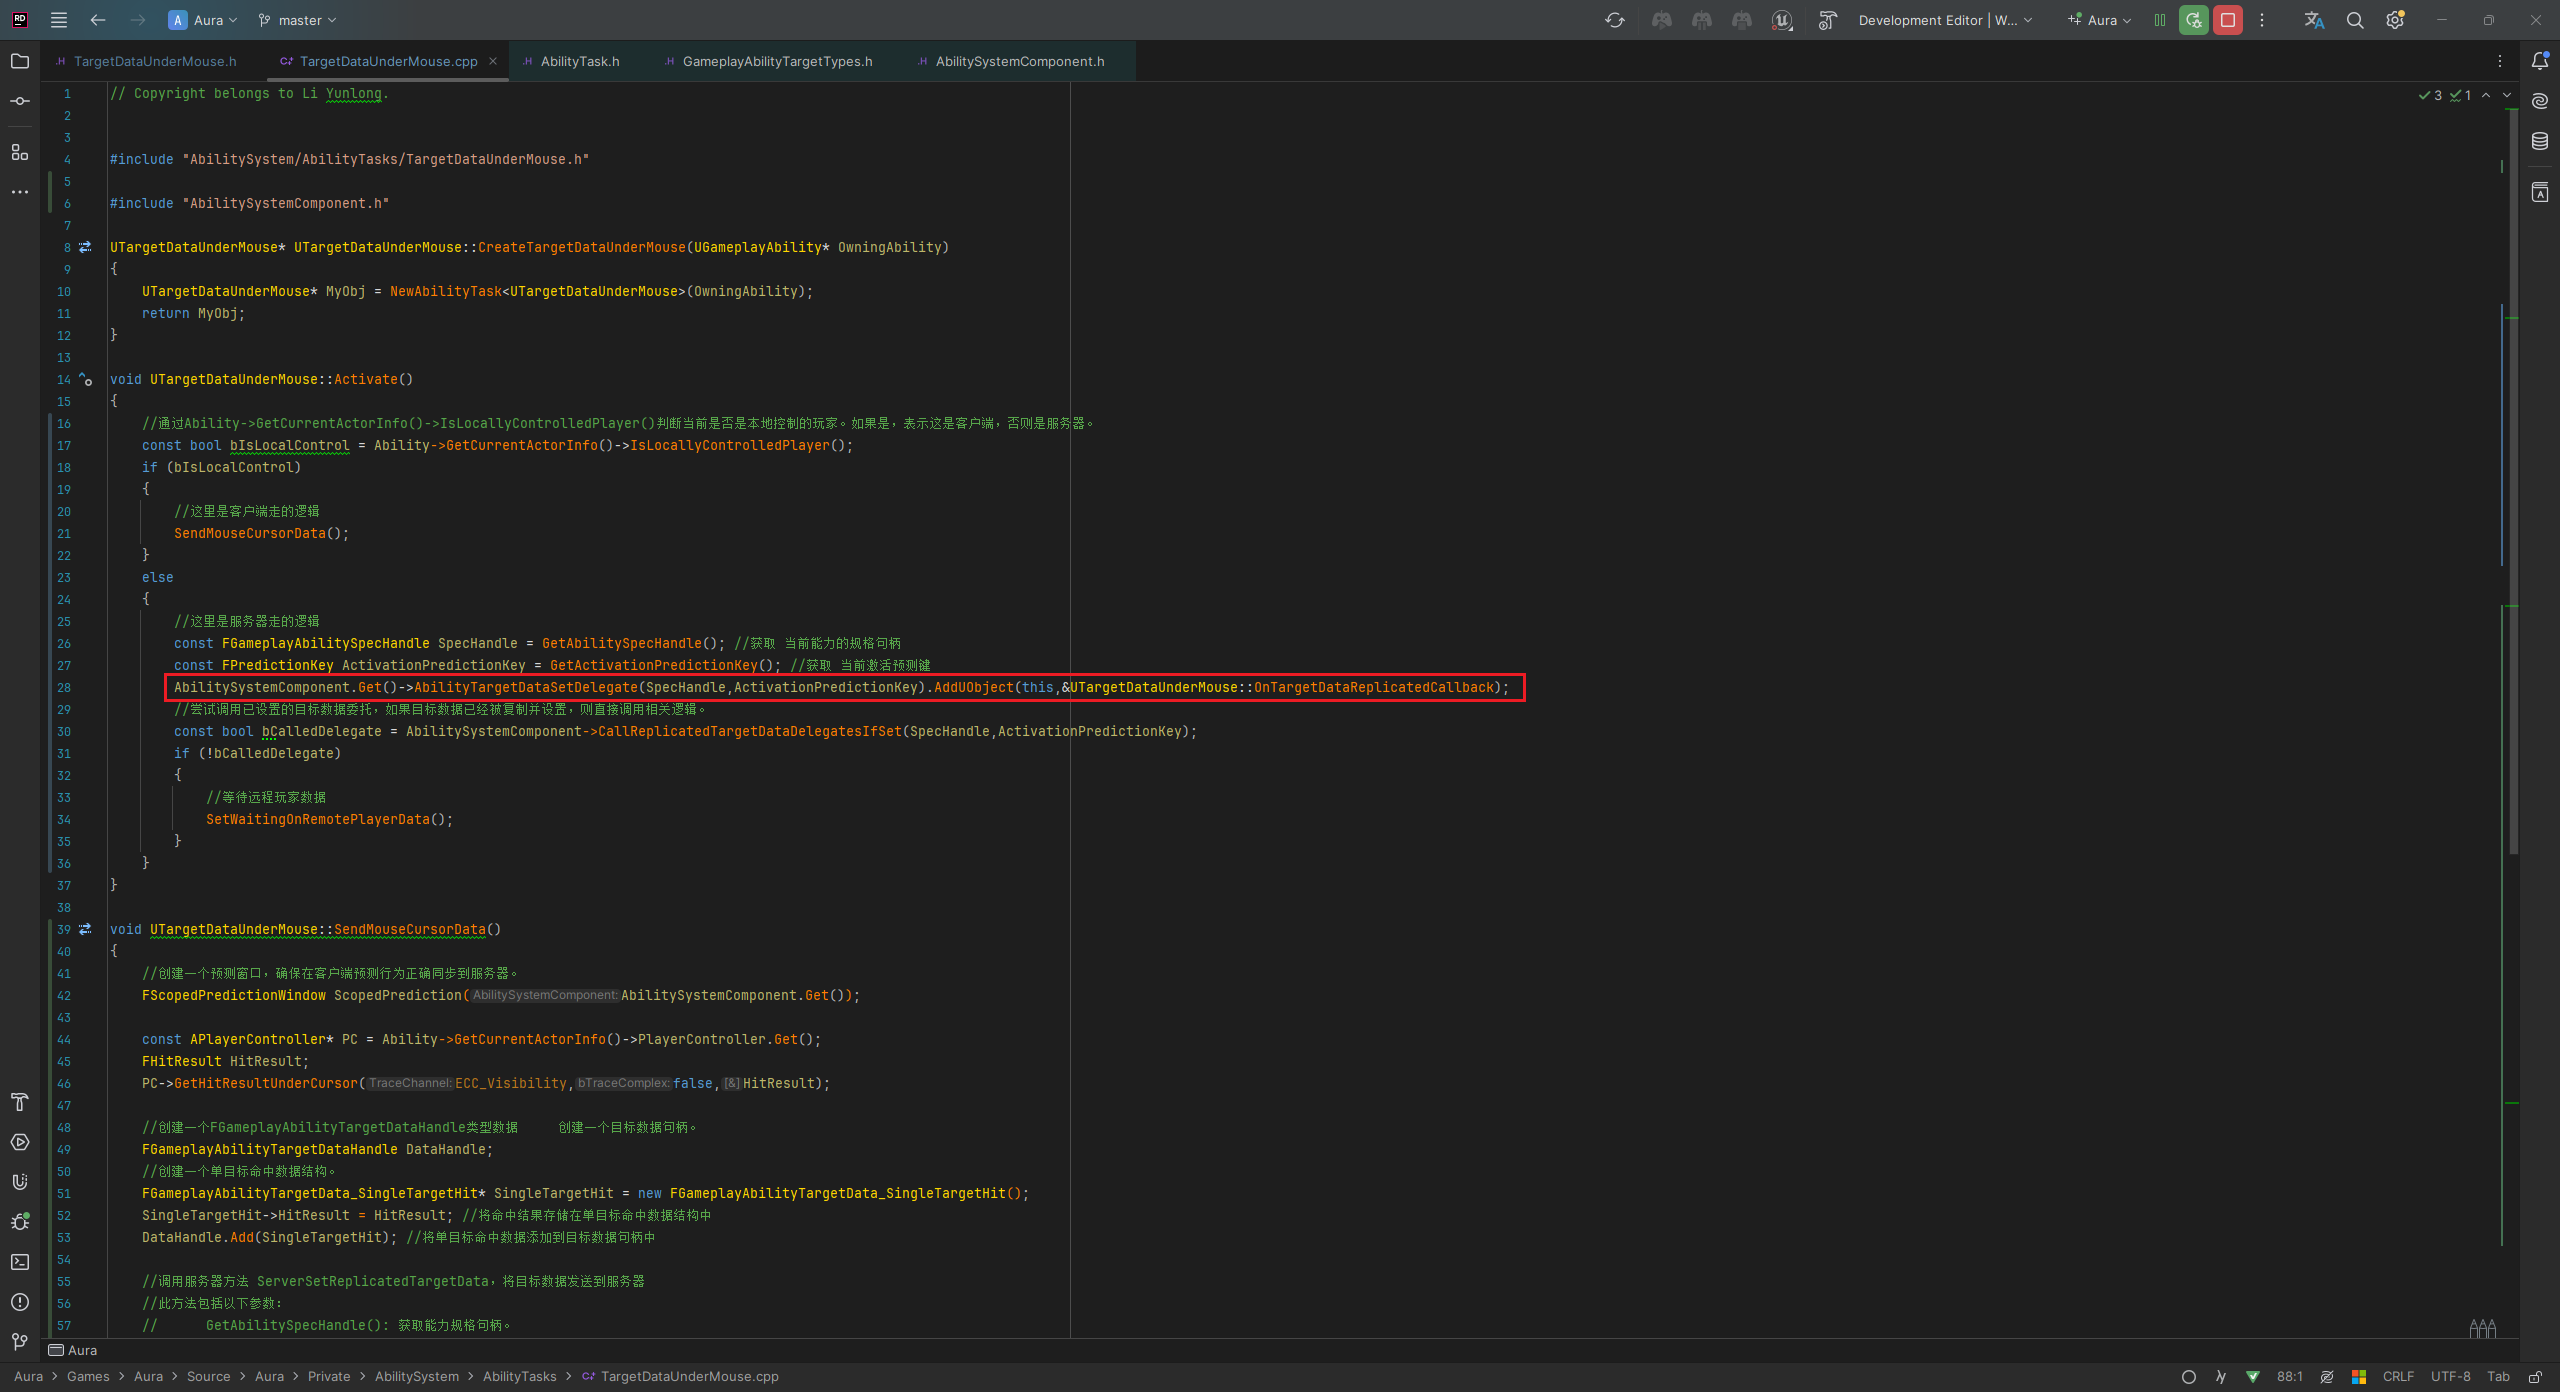 RD
A Aura
master
Development Editor | W...
Aura
TargetDataUnderMouse.h
TargetDataUnderMouse.cpp
AbilityTask.h
GameplayAbilityTargetTypes.h
AbilitySystemComponent.h
3 1
1 // Copyright belongs to Li Yunlong.
2
3
4 #include "AbilitySystem/AbilityTasks/TargetDataUnderMouse.h"
5
6 #include "AbilitySystemComponent.h"
7
8 UTargetDataUnderMouse* UTargetDataUnderMouse::CreateTargetDataUnderMouse(UGameplayAbility* OwningAbility)
9 {
10 UTargetDataUnderMouse* MyObj = NewAbilityTask<UTargetDataUnderMouse>(OwningAbility);
11 return MyObj;
12 }
13
14 void UTargetDataUnderMouse::Activate()
15 {
16 //通过Ability->GetCurrentActorInfo()->IsLocallyControlledPlayer()判断当前是否是本地控制的玩家。如果是，表示这是客户端，否则是服务器。
17 const bool bIsLocalControl = Ability->GetCurrentActorInfo()->IsLocallyControlledPlayer();
18 if (bIsLocalControl)
19 {
20 //这里是客户端走的逻辑
21 SendMouseCursorData();
22 }
23 else
24 {
25 //这里是服务器走的逻辑
26 const FGameplayAbilitySpecHandle SpecHandle = GetAbilitySpecHandle(); //获取 当前能力的规格句柄
27 const FPredictionKey ActivationPredictionKey = GetActivationPredictionKey(); //获取 当前激活预测键
28 AbilitySystemComponent.Get()->AbilityTargetDataSetDelegate(SpecHandle,ActivationPredictionKey).AddUObject(this,&UTargetDataUnderMouse::OnTargetDataReplicatedCallback);
29 //尝试调用已设置的目标数据委托，如果目标数据已经被复制并设置，则直接调用相关逻辑。
30 const bool bCalledDelegate = AbilitySystemComponent->CallReplicatedTargetDataDelegatesIfSet(SpecHandle,ActivationPredictionKey);
31 if (!bCalledDelegate)
32 {
33 //等待远程玩家数据
34 SetWaitingOnRemotePlayerData();
35 }
36 }
37 }
38
39 void UTargetDataUnderMouse::SendMouseCursorData()
40 {
41 //创建一个预测窗口，确保在客户端预测行为正确同步到服务器。
42 FScopedPredictionWindow ScopedPrediction(AbilitySystemComponent:AbilitySystemComponent.Get());
43
44 const APlayerController* PC = Ability->GetCurrentActorInfo()->PlayerController.Get();
45 FHitResult HitResult;
46 PC->GetHitResultUnderCursor(TraceChannel:ECC_Visibility,bTraceComplex:false,[&]HitResult);
47
48 //创建一个FGameplayAbilityTargetDataHandle类型数据 创建一个目标数据句柄。
49 FGameplayAbilityTargetDataHandle DataHandle;
50 //创建一个单目标命中数据结构。
51 FGameplayAbilityTargetData_SingleTargetHit* SingleTargetHit = new FGameplayAbilityTargetData_SingleTargetHit();
52 SingleTargetHit->HitResult = HitResult; //将命中结果存储在单目标命中数据结构中
53 DataHandle.Add(SingleTargetHit); //将单目标命中数据添加到目标数据句柄中
54
55 //调用服务器方法 ServerSetReplicatedTargetData，将目标数据发送到服务器
56 //此方法包括以下参数：
57 // GetAbilitySpecHandle(): 获取能力规格句柄。
Aura
Aura > Games > Aura > Source > Aura > Private > AbilitySystem > AbilityTasks > TargetDataUnderMouse.cpp
88:1 CRLF UTF-8 Tab